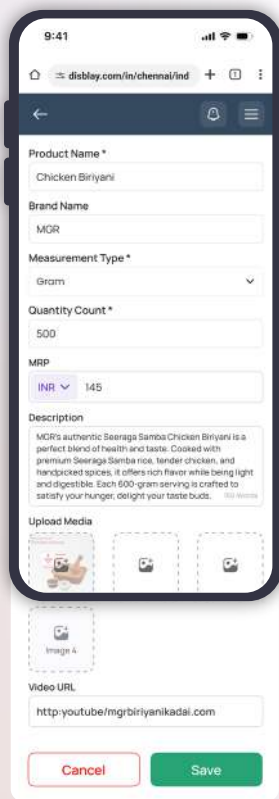 9:41
disblay.com/in/chennai/ind
1
Product Name *
Chicken Biriyani
Brand Name
MGR
Measurement Type *
Gram
Quantity Count *
500
MRP
INR 145
Description
MGR's authentic Seeraga Samba Chicken Biriyani is a
perfect blend of health and taste. Cooked with
premium Seeraga Samba rice, tender chicken, and
handpicked spices, it offers rich flavor while being light
and digestible. Each 600-gram serving is crafted to
satisfy your hunger, delight your taste buds.
Upload Media
Image 4
Video URL
http:youtube/mgrbiriyanikadai.com
Cancel Save